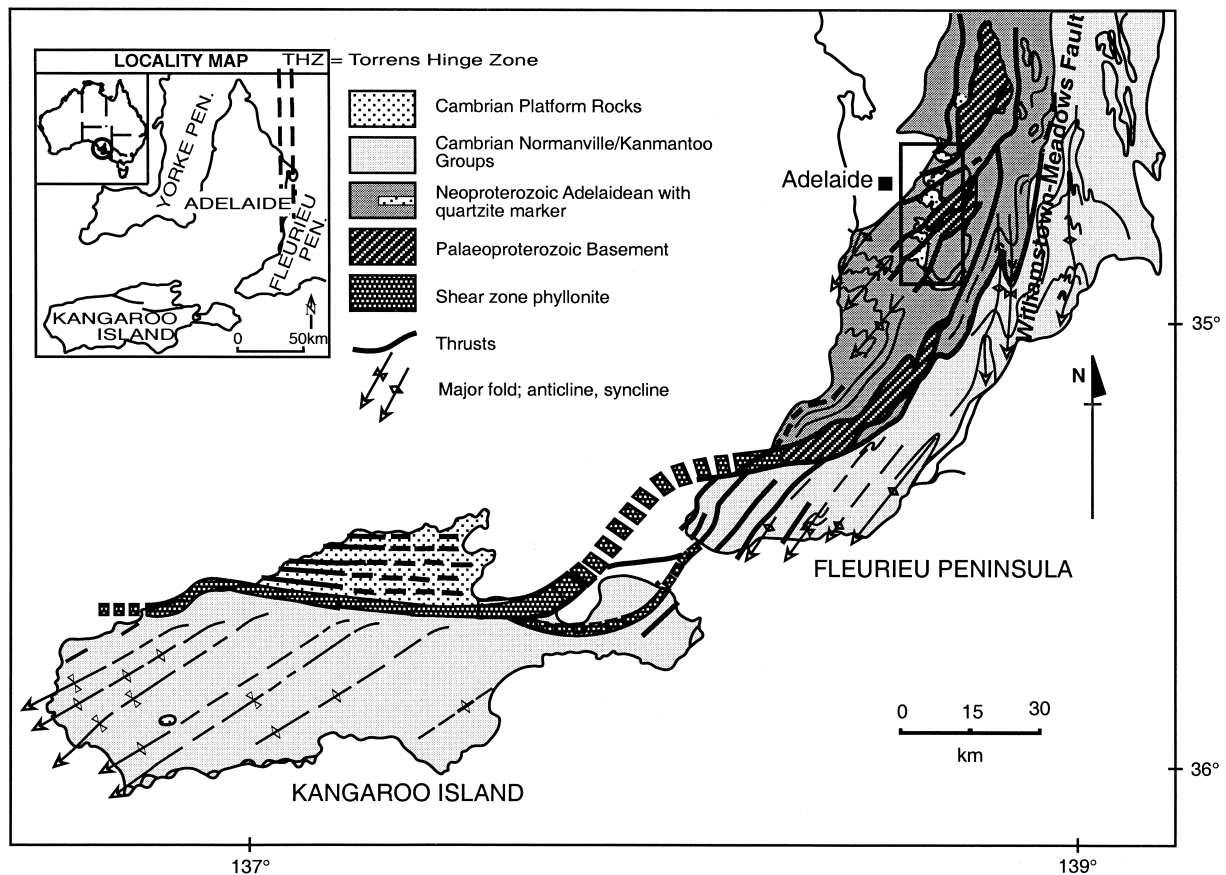 LOCALITY MAP
THZ = Torrens Hinge Zone
YORKE PEN.
ADELAIDE
FLEURIEU
PEN.
KANGAROO
ISLAND
N
0 50km
Cambrian Platform Rocks
Cambrian Normanville/Kanmantoo
Groups
Neoproterozoic Adelaidean with
quartzite marker
Palaeoproterozoic Basement
Shear zone phyllonite
Thrusts
Major fold; anticline, syncline
Adelaide
Williamstown-Meadows Fault
35°
N
FLEURIEU PENINSULA
KANGAROO ISLAND
0 15 30
km
36°
137°
139°